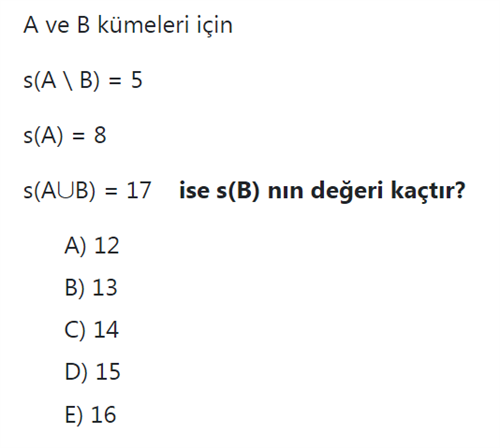 A ve B kümeleri için
s(A \ B) = 5
s(A) = 8
s(A∪B) = 17 ise s(B) nın değeri kaçtır?
A) 12
B) 13
C) 14
D) 15
E) 16